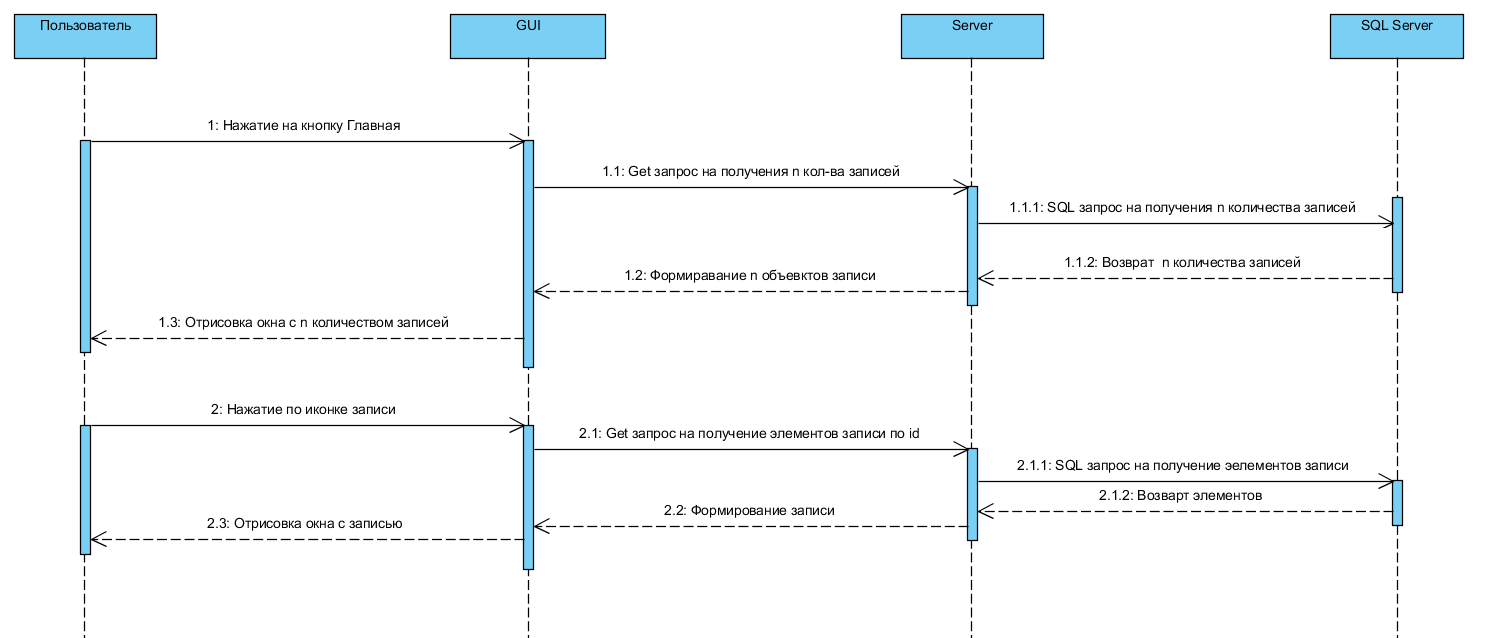 Пользователь
GUI
Server
SQL Server
1: Нажатие на кнопку Главная
1.1: Get запрос на получения n кол-ва записей
1.1.1: SQL запрос на получения n количества записей
1.1.2: Возврат  n количества записей
1.2: Формиравание n объевктов записи
1.3: Отрисовка окна с n количеством записей
2: Нажатие по иконке записи
2.1: Get запрос на получение элементов записи по id
2.1.1: SQL запрос на получение эелементов записи
2.1.2: Возварт элементов
2.2: Формирование записи
2.3: Отрисовка окна с записью